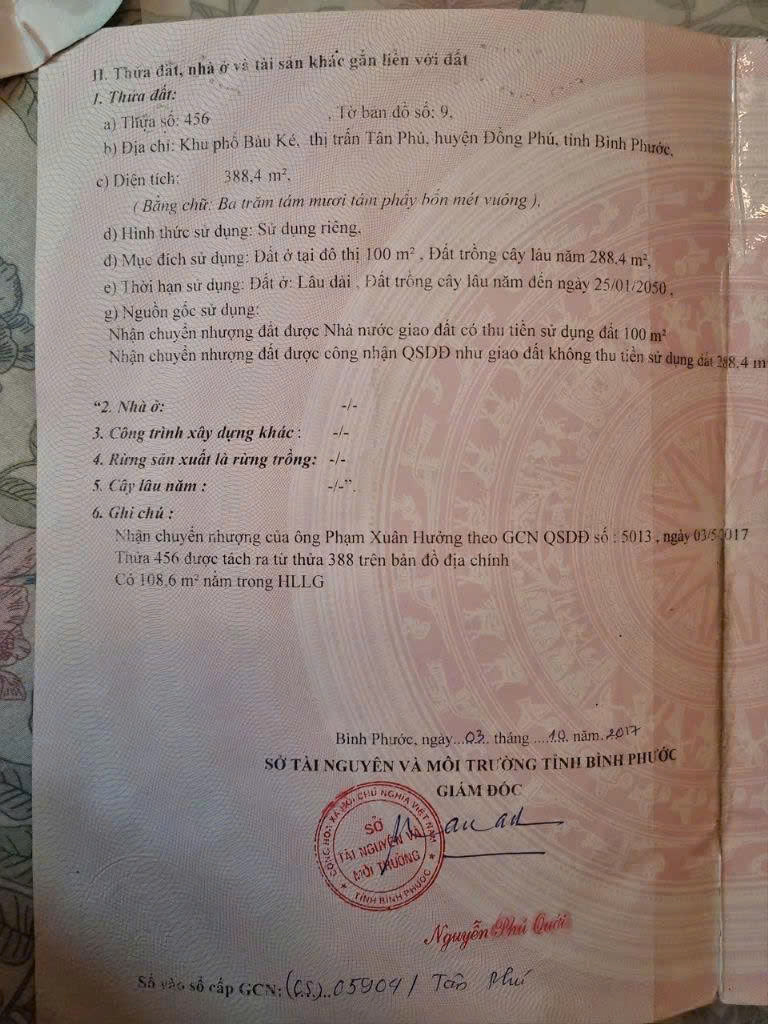 II. Thửa đất, nhà ở và tài sản khác gắn liền với đất
1. Thửa đất:
a) Thửa số: 456 , Tờ bản đồ số: 9,
b) Địa chỉ: Khu phố Bàu Ké, thị trấn Tân Phú, huyện Đồng Phú, tỉnh Bình Phước,
c) Diện tích: 388,4 m²,
( Bằng chữ: Ba trăm tám mươi tám phẩy bốn mét vuông ),
d) Hình thức sử dụng: Sử dụng riêng,
đ) Mục đích sử dụng: Đất ở tại đô thị 100 m² , Đất trồng cây lâu năm 288,4 m²,
e) Thời hạn sử dụng: Đất ở: Lâu dài , Đất trồng cây lâu năm đến ngày 25/01/2050 ,
g) Nguồn gốc sử dụng:
Nhận chuyển nhượng đất được Nhà nước giao đất có thu tiền sử dụng đất 100 m²
Nhận chuyển nhượng đất được công nhận QSDĐ như giao đất không thu tiền sử dụng đất 288,4 m
“2. Nhà ở: -/-
3. Công trình xây dựng khác : -/-
4. Rừng sản xuất là rừng trồng: -/-
5. Cây lâu năm : -/-”.
6. Ghi chú :
Nhận chuyển nhượng của ông Phạm Xuân Hưởng theo GCN QSDĐ số : 5013 , ngày 03/5/2017
Thửa 456 được tách ra từ thửa 388 trên bản đồ địa chính
Có 108,6 m² nằm trong HLLG
Bình Phước, ngày...03. tháng ....10. năm.2017
SỞ TÀI NGUYÊN VÀ MÔI TRƯỜNG TỈNH BÌNH PHƯỚC
GIÁM ĐỐC
CỘNG HÒA XÃ HỘI CHỦ NGHĨA VIỆT NAM
SỞ
TÀI NGUYÊN VÀ
MÔI TRƯỜNG
TỈNH BÌNH PHƯỚC
Nguyễn Phú Quới
Số vào sổ cấp GCN: (CS)..05904/ Tân Phú